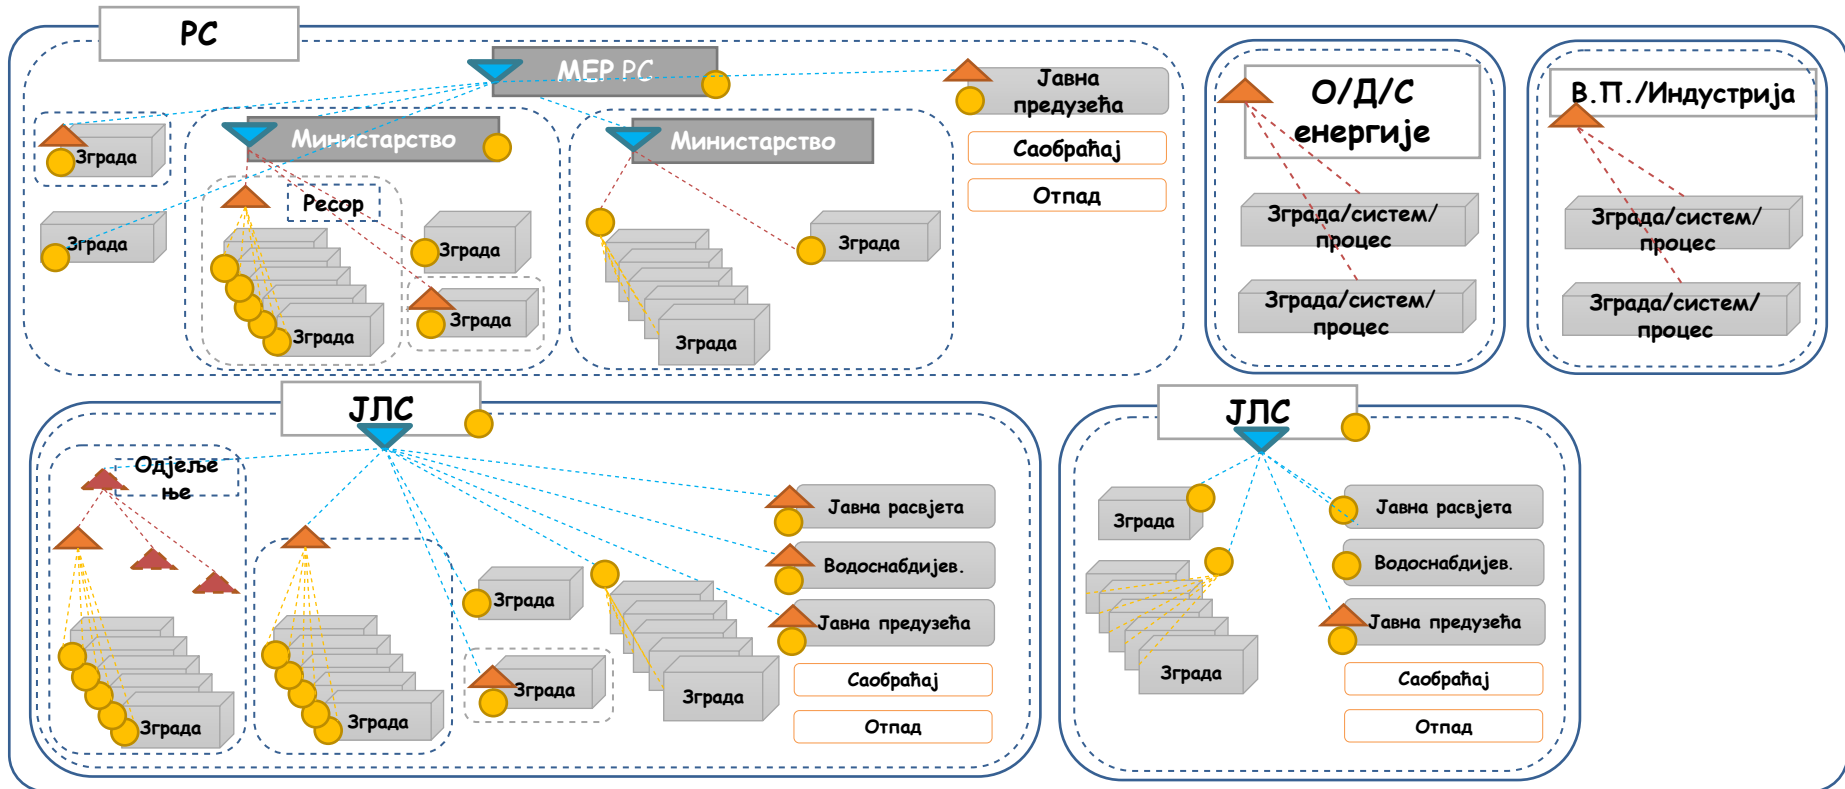 РС
МЕР РС
Јавна
предузећа
Саобраћај
Отпад
Зграда
Зграда
Министарство
Ресор
Зграда
Зграда
Зграда
Министарство
Зграда
Зграда
О/Д/С
енергије
Зграда/систем/
процес
Зграда/систем/
процес
В.П./Индустрија
Зграда/систем/
процес
Зграда/систем/
процес
ЈЛС
Одјеље
ње
Зграда
Зграда
Зграда
Зграда
Зграда
Јавна расвјета
Водоснабдијев.
Јавна предузећа
Саобраћај
Отпад
ЈЛС
Зграда
Зграда
Јавна расвјета
Водоснабдијев.
Јавна предузећа
Саобраћај
Отпад